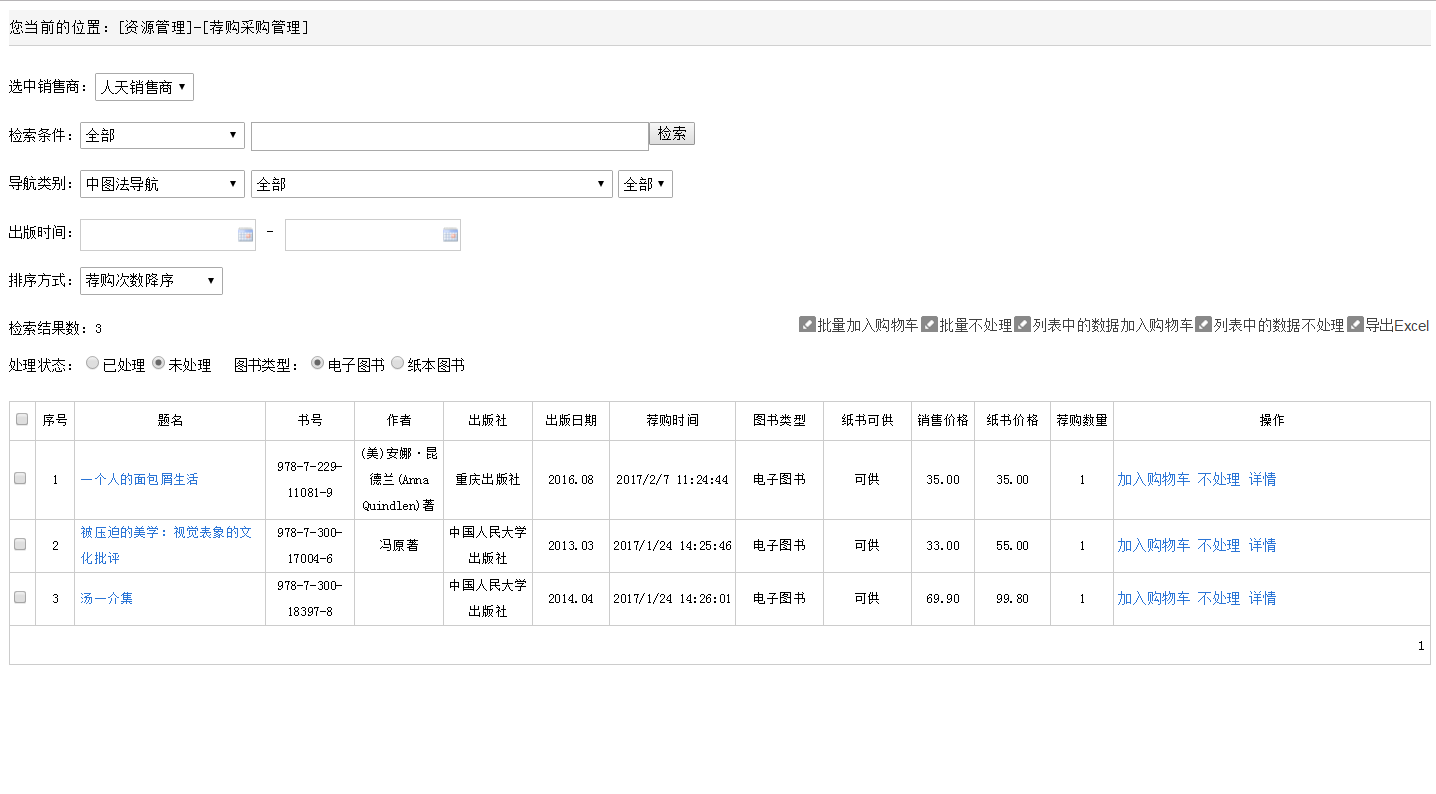 您当前的位置：[资源管理]-[荐购采购管理]
选中销售商： 人天销售商
检索条件： 全部 检索
导航类别： 中图法导航 全部 全部
出版时间： -
排序方式： 荐购次数降序
检索结果数：3 批量加入购物车 批量不处理 列表中的数据加入购物车 列表中的数据不处理 导出Excel
处理状态： 已处理 未处理 图书类型： 电子图书 纸本图书
序号 题名 书号 作者 出版社 出版日期 荐购时间 图书类型 纸书可供 销售价格 纸书价格 荐购数量 操作
1 一个人的面包屑生活 978-7-229-11081-9 (美)安娜·昆德兰(Anna Quindlen)著 重庆出版社 2016.08 2017/2/7 11:24:44 电子图书 可供 35.00 35.00 1 加入购物车 不处理 详情
2 被压迫的美学：视觉表象的文化批评 978-7-300-17004-6 冯原著 中国人民大学出版社 2013.03 2017/1/24 14:25:46 电子图书 可供 33.00 55.00 1 加入购物车 不处理 详情
3 汤一介集 978-7-300-18397-8 中国人民大学出版社 2014.04 2017/1/24 14:26:01 电子图书 可供 69.90 99.80 1 加入购物车 不处理 详情
1